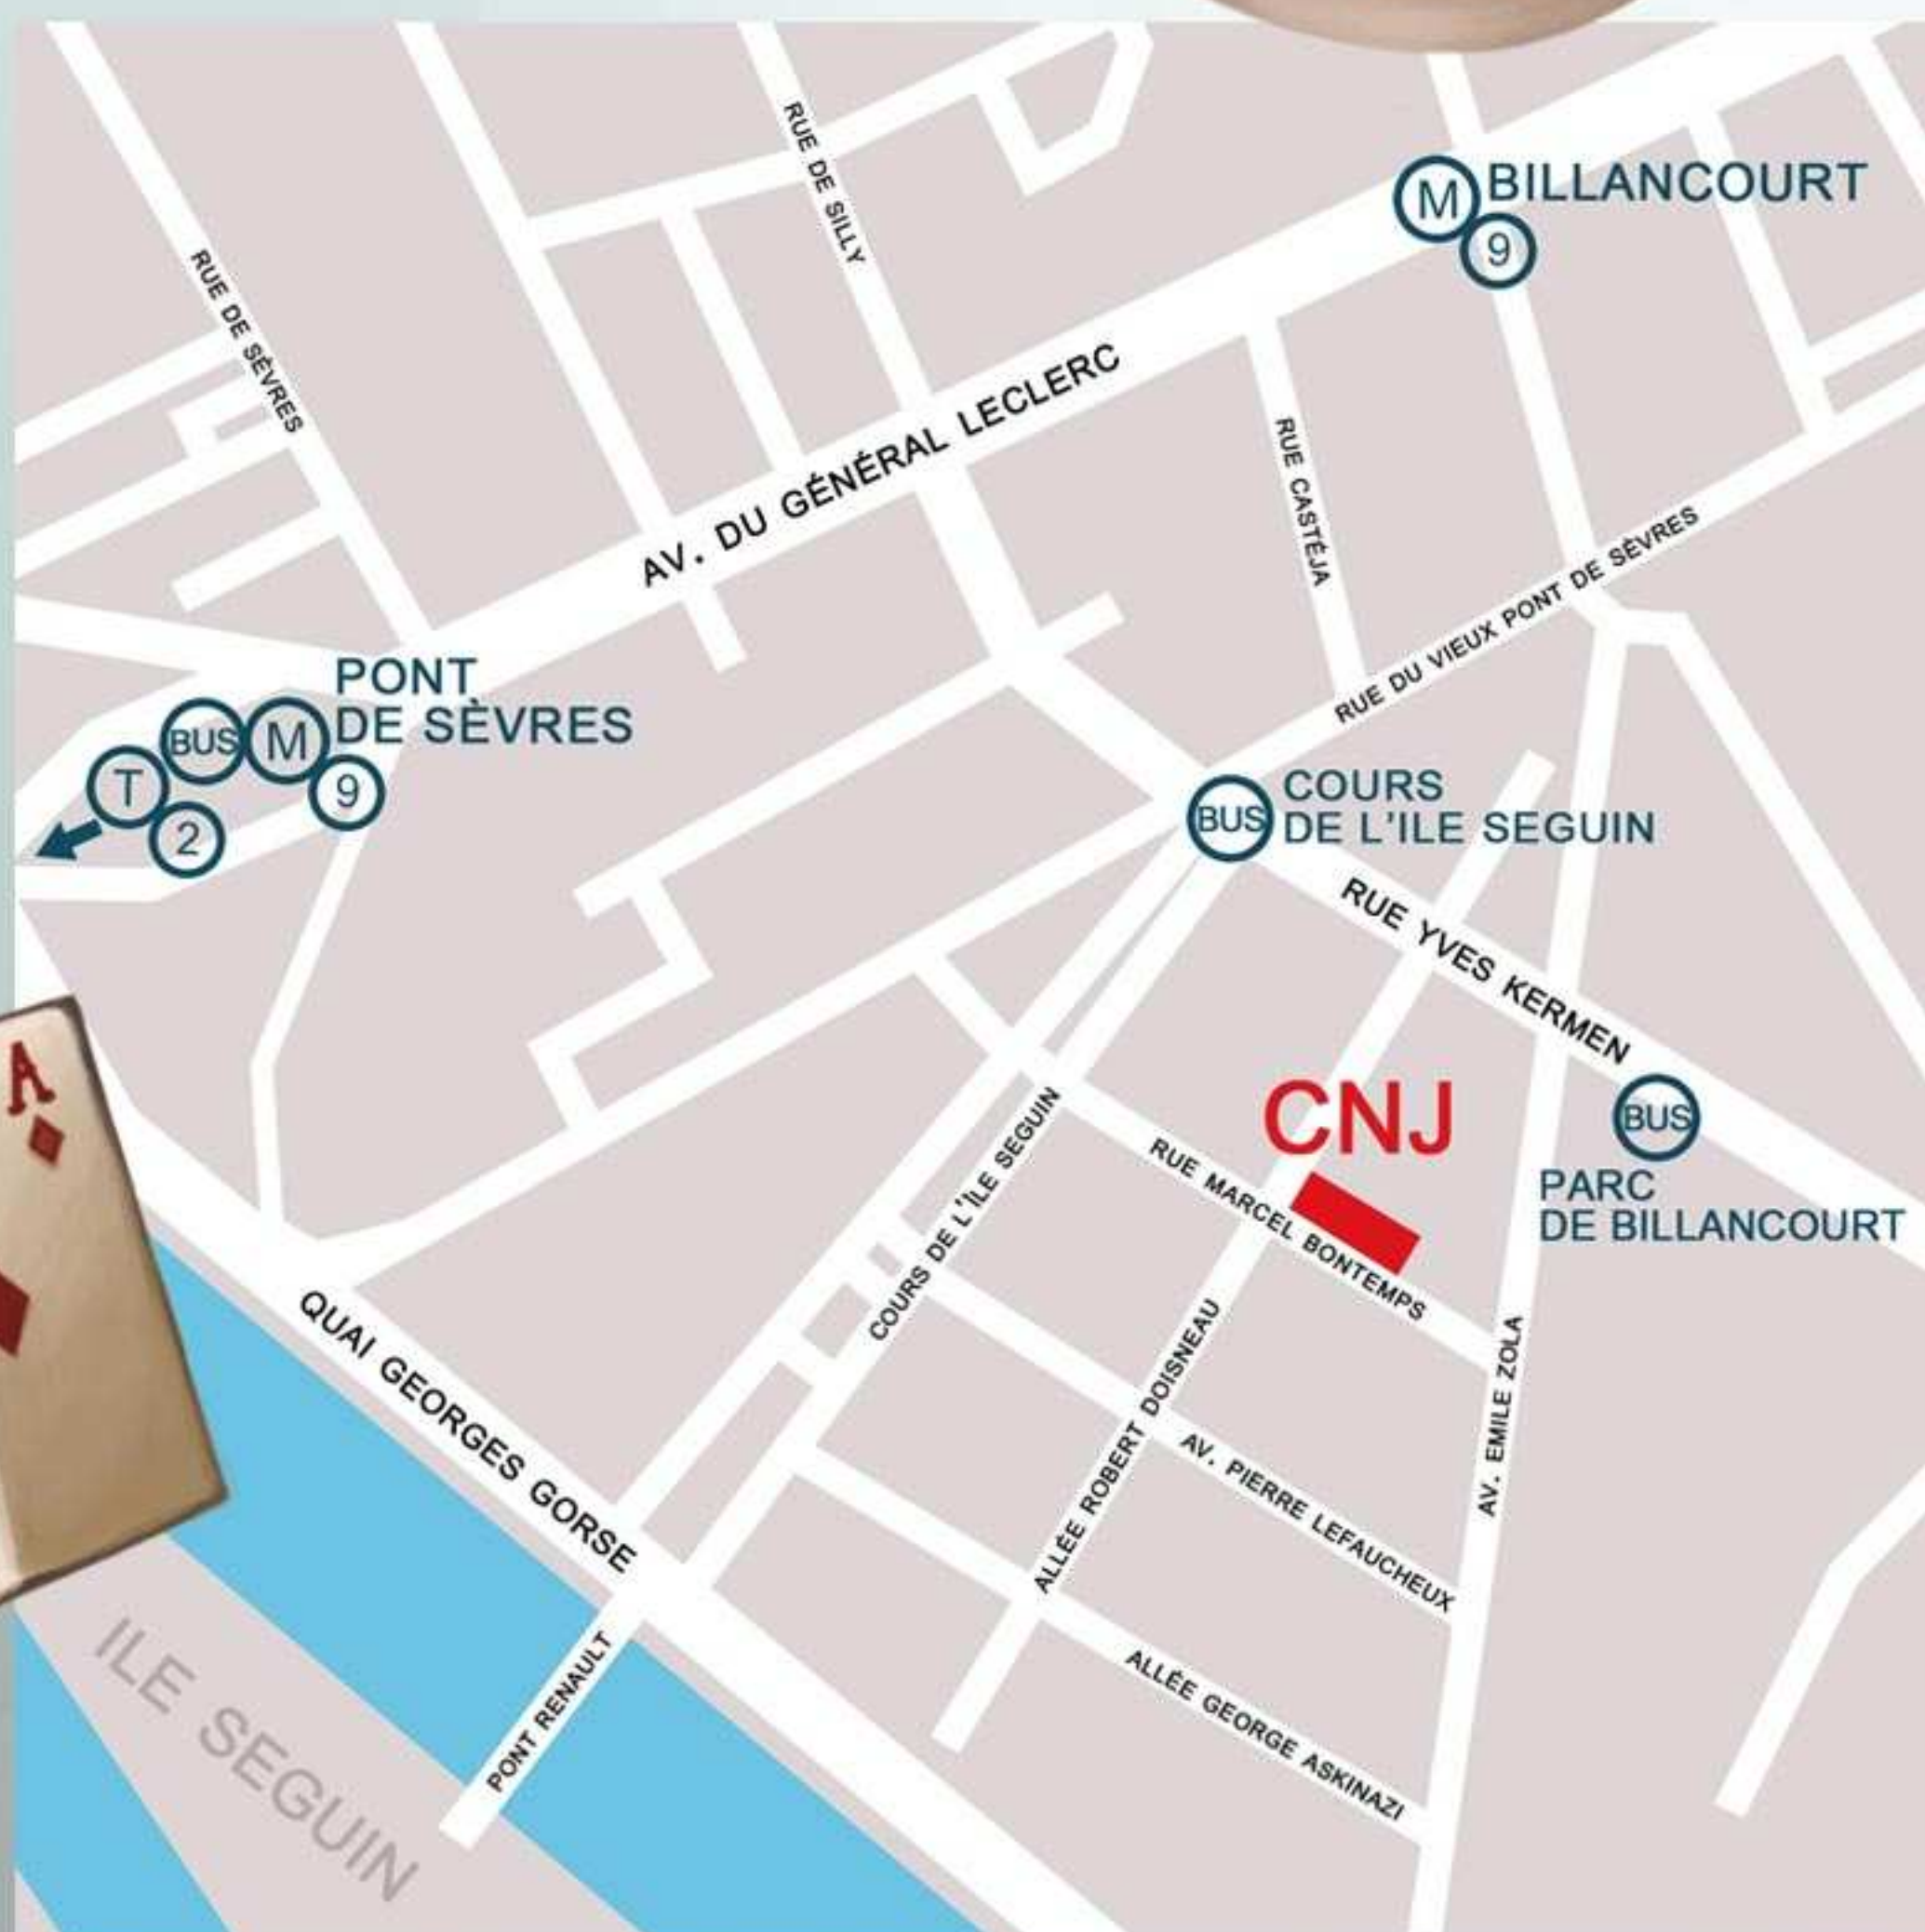 RUE DE SILLY
M BILLANCOURT
9
RUE DE SÈVRES
AV. DU GÉNÉRAL LECLERC
RUE CASTÉJA
RUE DU VIEUX PONT DE SÈVRES
PONT
DE SÈVRES
BUS M
T
9
2
BUS
COURS
DE L'ILE SEGUIN
RUE YVES KERMEN
A
CNJ
BUS
PARC
DE BILLANCOURT
COURS DE L'ÎLE SEGUIN
RUE MARCEL BONTEMPS
QUAI GEORGES GORSE
ALLÉE ROBERT DOISNEAU
AV. EMILE ZOLA
AV. PIERRE LEFAUCHEUX
PONT RENAULT
ILE SEGUIN
ALLÉE GEORGE ASKINAZI